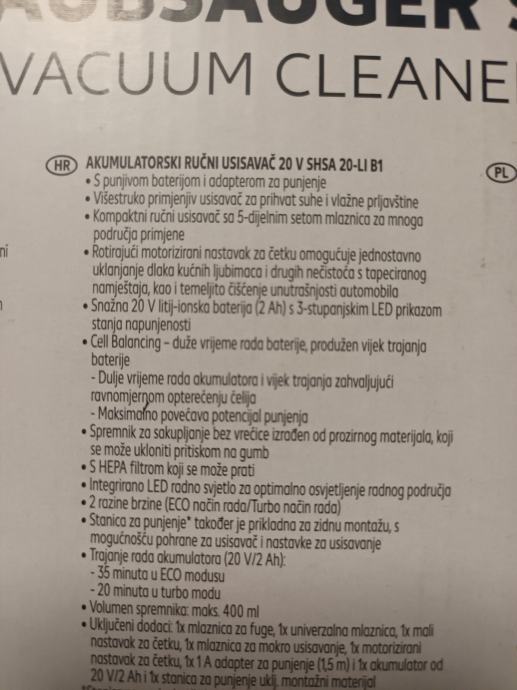 VACUUM CLEANE
HR AKUMULATORSKI RUČNI USISAVAČ 20 V SHSA 20-LI B1
PL
• S punjivom baterijom i adapterom za punjenje
• Višestruko primjenjiv usisavač za prihvat suhe i vlažne prljavštine
• Kompaktni ručni usisavač sa 5-dijelnim setom mlaznica za mnoga
područja primjene
• Rotirajući motorizirani nastavak za četku omogućuje jednostavno
uklanjanje dlaka kućnih ljubimaca i drugih nečistoća s tapeciranog
namještaja, kao i temeljito čišćenje unutrašnjosti automobila
• Snažna 20 V litij-ionska baterija (2 Ah) s 3-stupanjskim LED prikazom
stanja napunjenosti
• Cell Balancing – duže vrijeme rada baterije, produžen vijek trajanja
baterije
- Dulje vrijeme rada akumulatora i vijek trajanja zahvaljujući
ravnomjernom opterećenju ćelija
- Maksimalno povećava potencijal punjenja
• Spremnik za sakupljanje bez vrećice izrađen od prozirnog materijala, koji
se može ukloniti pritiskom na gumb
• S HEPA filtrom koji se može prati
• Integrirano LED radno svjetlo za optimalno osvjetljenje radnog područja
• 2 razine brzine (ECO način rada/Turbo način rada)
• Stanica za punjenje* također je prikladna za zidnu montažu, s
mogućnošću pohrane za usisavač i nastavke za usisavanje
• Trajanje rada akumulatora (20 V/2 Ah):
- 35 minuta u ECO modusu
- 20 minuta u turbo modu
• Volumen spremnika: maks. 400 ml
• Uključeni dodaci: 1x mlaznica za fuge, 1x univerzalna mlaznica, 1x mali
nastavak za četku, 1x mlaznica za mokro usisavanje, 1x motorizirani
nastavak za četku, 1x 1 A adapter za punjenje (1,5 m) i 1x akumulator od
20 V/2 Ah i 1x stanica za punjenje uklj. montažni materijal